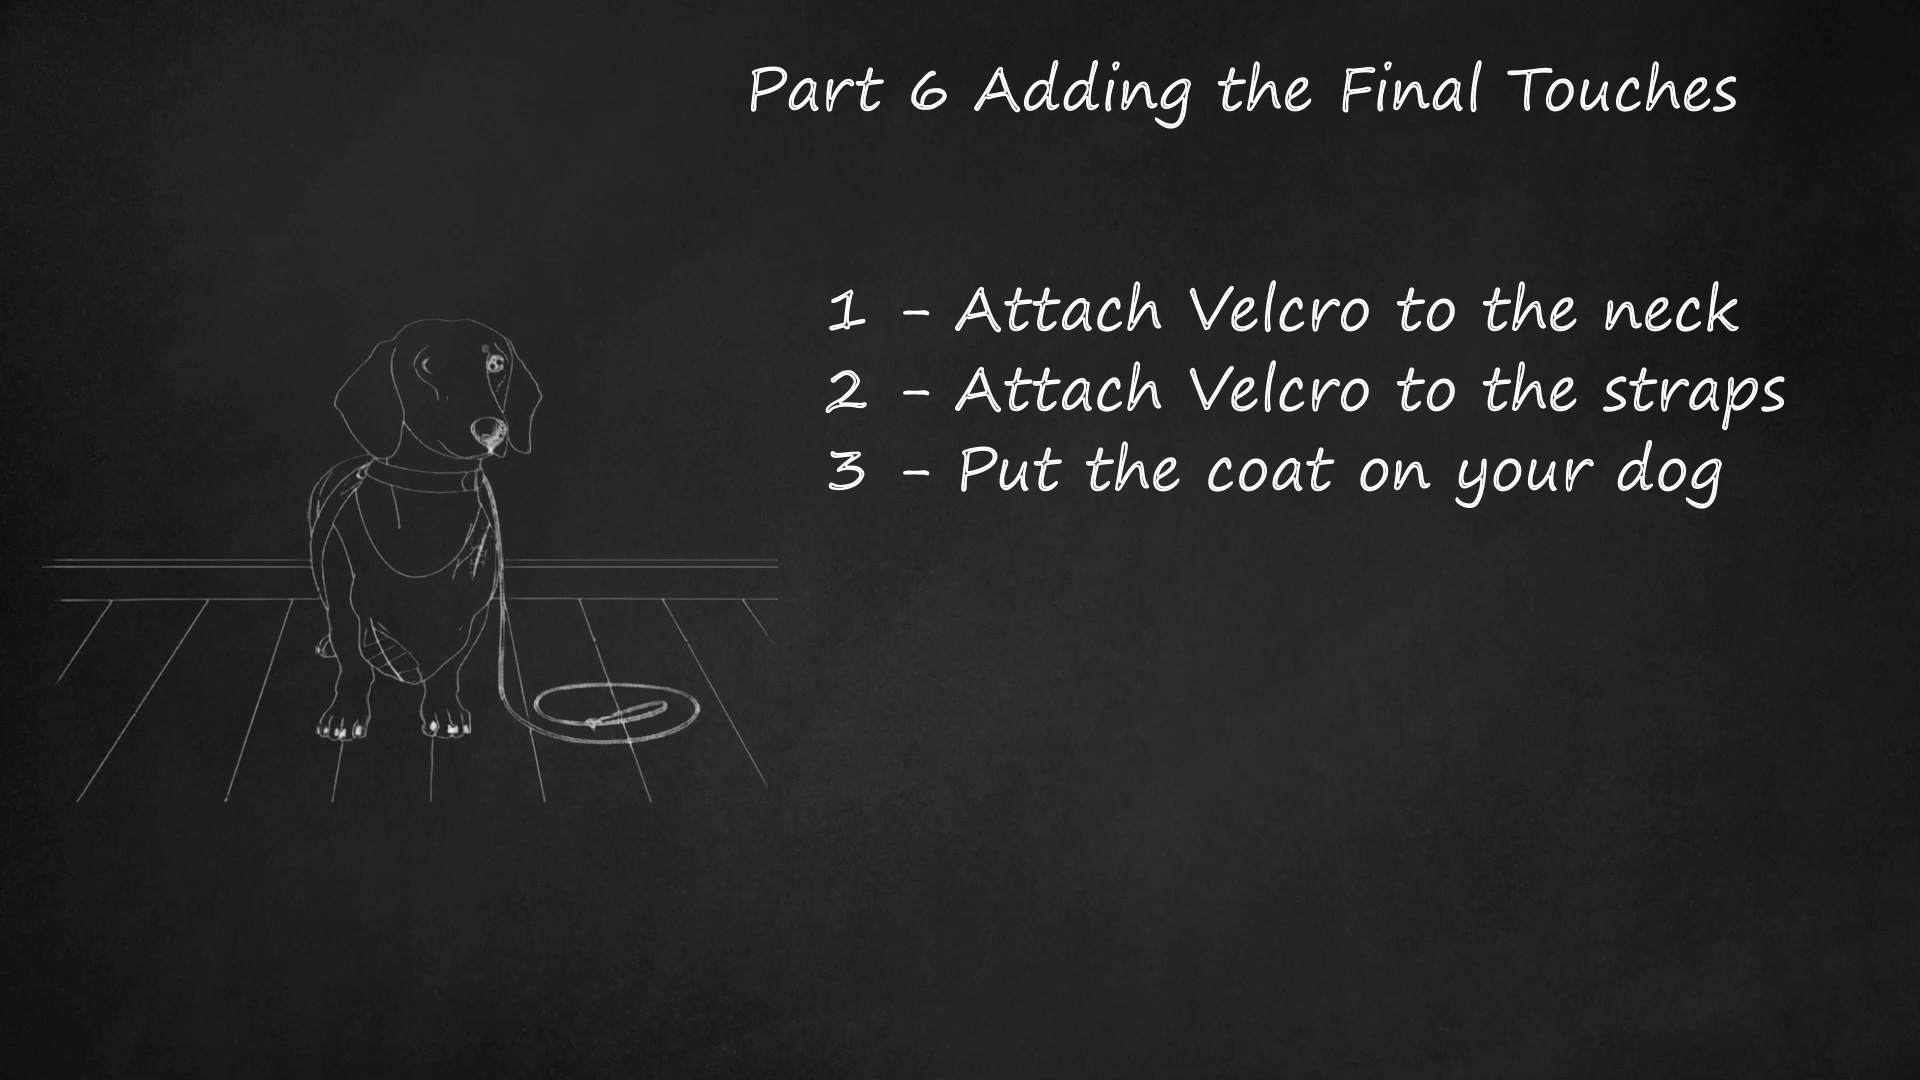 Part 6 Adding the Final Touches
1 - Attach Velcro to the neck
2 - Attach Velcro to the straps
3 - Put the coat on your dog